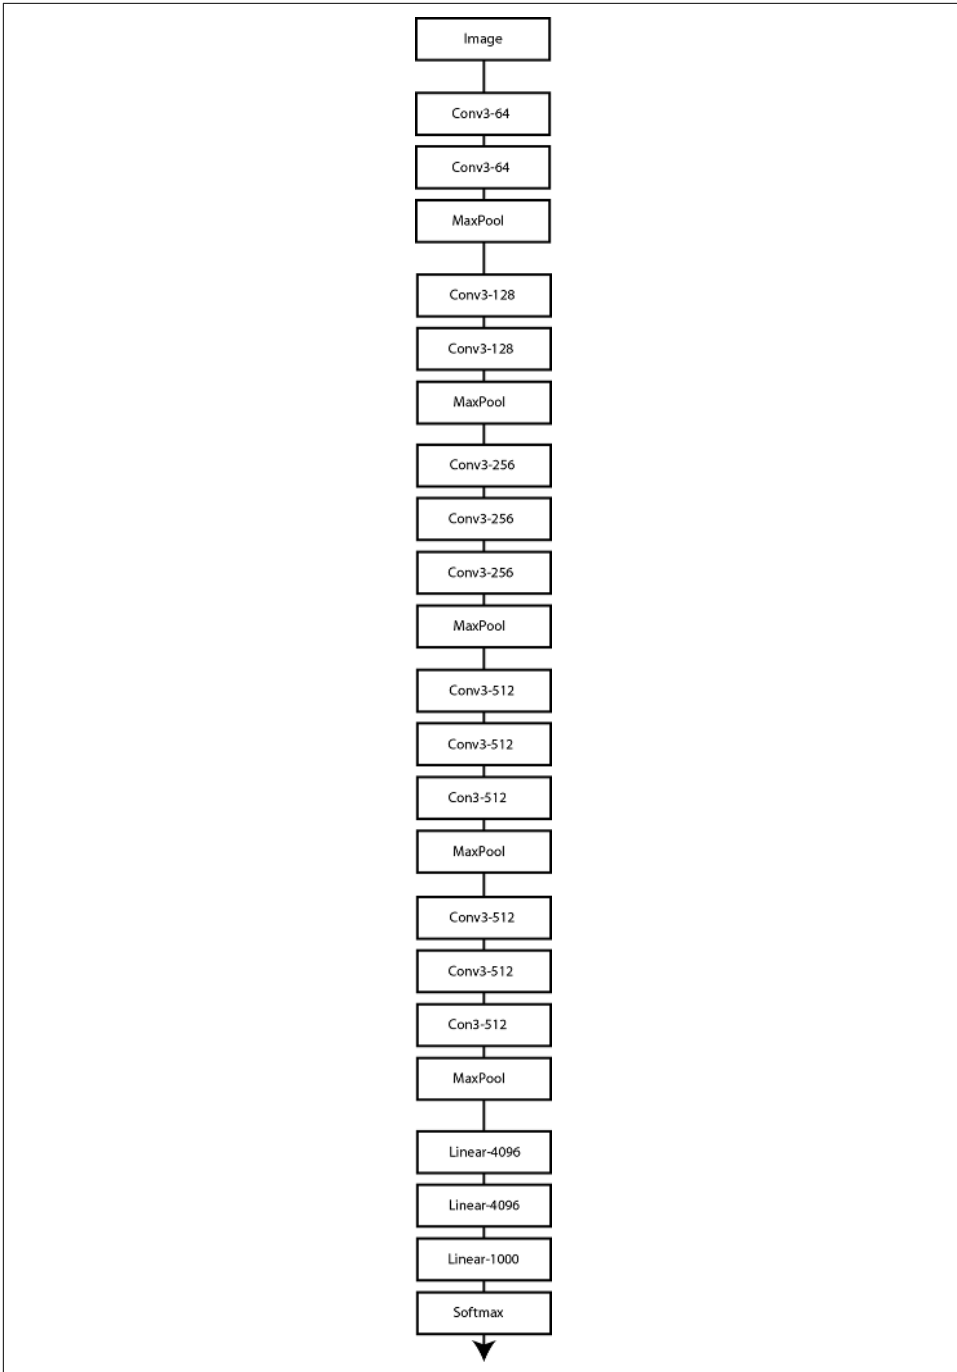 Image
Conv3-64
Conv3-64
MaxPool
Conv3-128
Conv3-128
MaxPool
Conv3-256
Conv3-256
Conv3-256
MaxPool
Conv3-512
Conv3-512
Con3-512
MaxPool
Conv3-512
Conv3-512
Con3-512
MaxPool
Linear-4096
Linear-4096
Linear-1000
Softmax